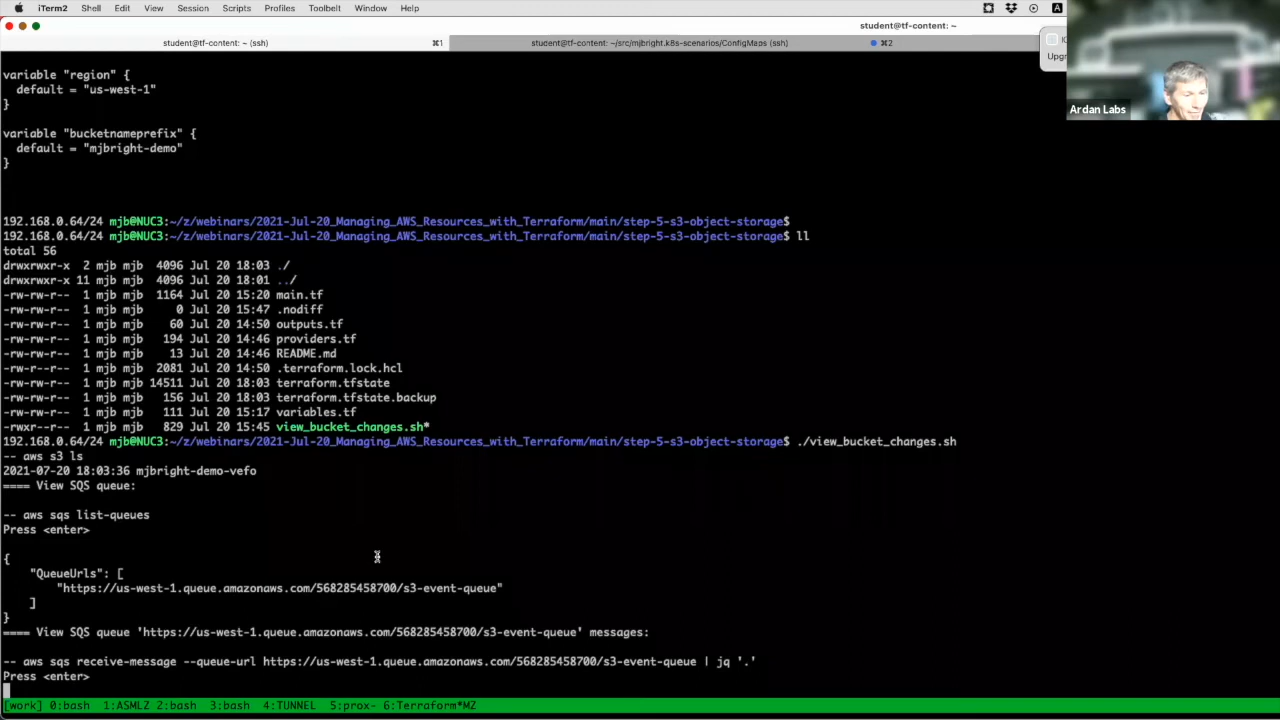 iTerm2 Shell Edit View Session Scripts Profiles Toolbelt Window Help
student@tf-content: ~
student@tf-content: ~ (ssh) ⌘1 student@tf-content: ~/src/mjbright.k8s-scenarios/ConfigMaps (ssh) ⌘2
Upgr
Ardan Labs
variable "region" {
  default = "us-west-1"
}
variable "bucketnameprefix" {
  default = "mjbright-demo"
}
192.168.0.64/24 mjb@NUC3:~/z/webinars/2021-Jul-20_Managing_AWS_Resources_with_Terraform/main/step-5-s3-object-storage$
192.168.0.64/24 mjb@NUC3:~/z/webinars/2021-Jul-20_Managing_AWS_Resources_with_Terraform/main/step-5-s3-object-storage$ ll
total 56
drwxrwxr-x  2 mjb mjb  4096 Jul 20 18:03 ./
drwxrwxr-x 11 mjb mjb  4096 Jul 20 18:01 ../
-rw-rw-r--  1 mjb mjb  1164 Jul 20 15:20 main.tf
-rw-rw-r--  1 mjb mjb     0 Jul 20 15:47 .nodiff
-rw-rw-r--  1 mjb mjb    60 Jul 20 14:50 outputs.tf
-rw-rw-r--  1 mjb mjb   194 Jul 20 14:46 providers.tf
-rw-rw-r--  1 mjb mjb    13 Jul 20 14:46 README.md
-rw-rw-r--  1 mjb mjb  2081 Jul 20 14:50 .terraform.lock.hcl
-rw-rw-r--  1 mjb mjb 14511 Jul 20 18:03 terraform.tfstate
-rw-rw-r--  1 mjb mjb   156 Jul 20 18:03 terraform.tfstate.backup
-rw-rw-r--  1 mjb mjb   111 Jul 20 15:17 variables.tf
-rwxr--r--  1 mjb mjb   829 Jul 20 15:45 view_bucket_changes.sh*
192.168.0.64/24 mjb@NUC3:~/z/webinars/2021-Jul-20_Managing_AWS_Resources_with_Terraform/main/step-5-s3-object-storage$ ./view_bucket_changes.sh
-- aws s3 ls
2021-07-20 18:03:36 mjbright-demo-vefo
==== View SQS queue:
-- aws sqs list-queues
Press <enter>
{
    "QueueUrls": [
        "https://us-west-1.queue.amazonaws.com/568285458700/s3-event-queue"
    ]
}
==== View SQS queue 'https://us-west-1.queue.amazonaws.com/568285458700/s3-event-queue' messages:
-- aws sqs receive-message --queue-url https://us-west-1.queue.amazonaws.com/568285458700/s3-event-queue | jq '.'
Press <enter>
[work] 0:bash  1:ASMLZ 2:bash  3:bash  4:TUNNEL  5:prox- 6:Terraform*MZ